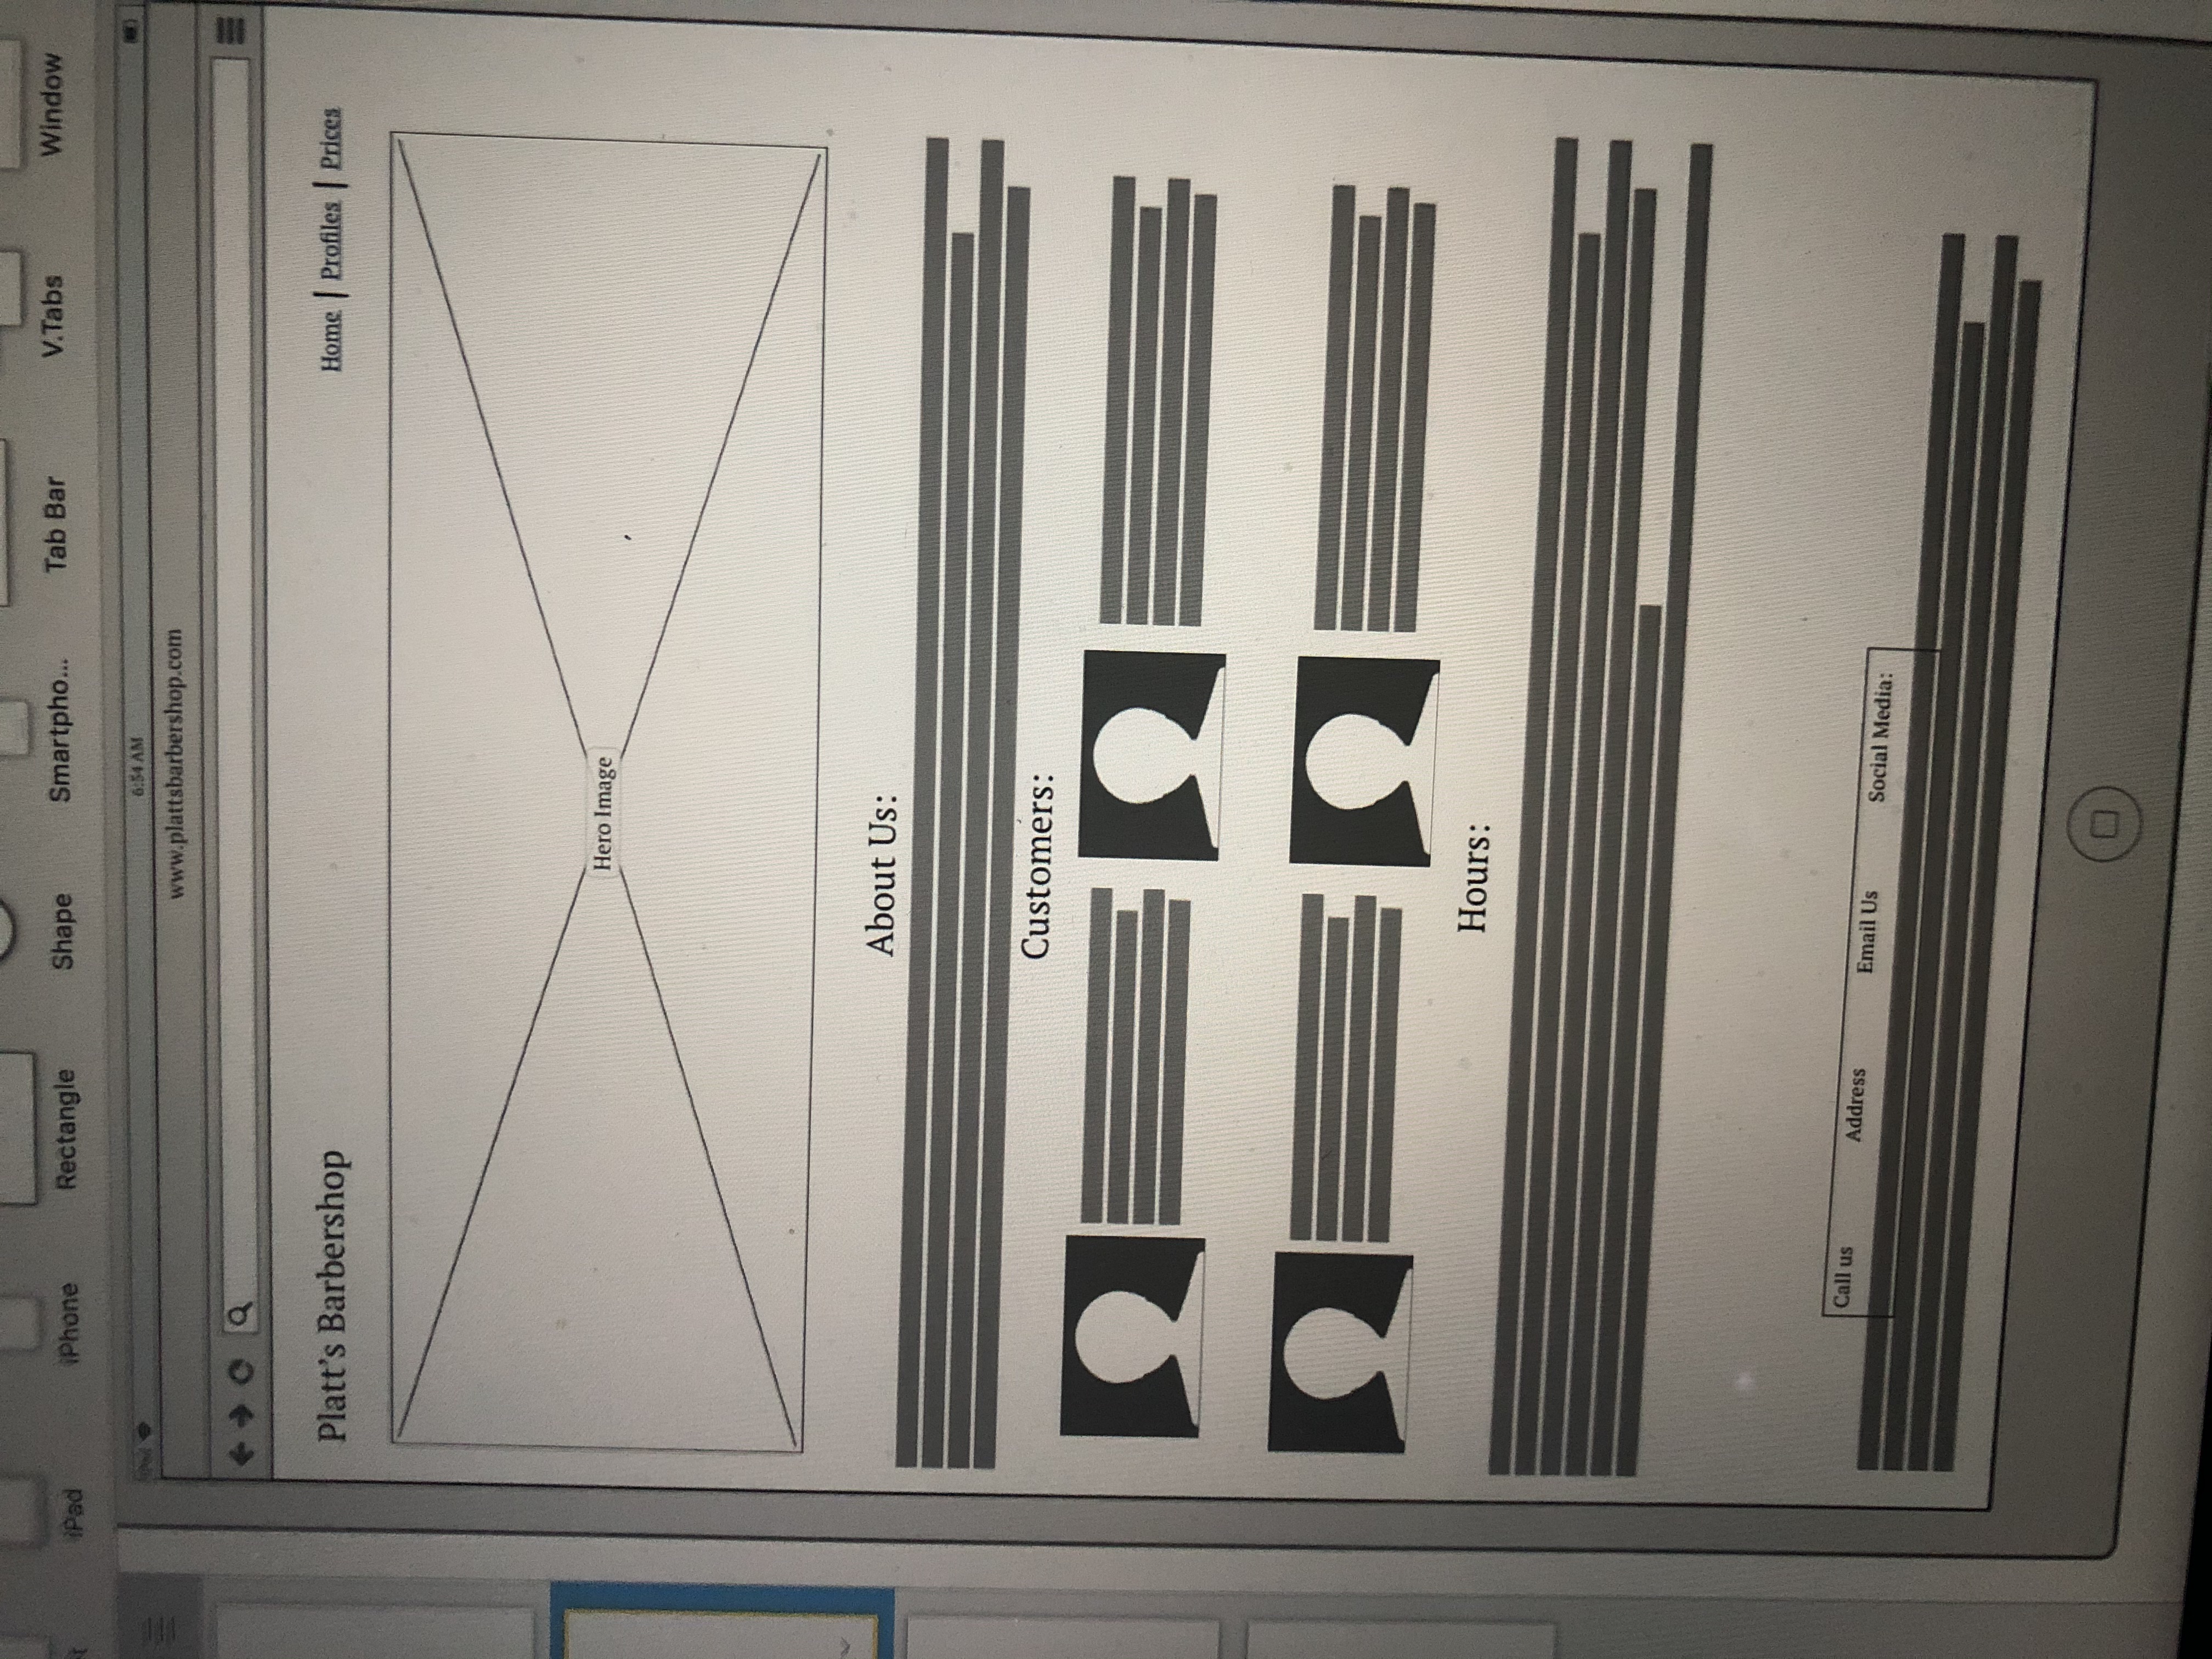 iPad iPhone Rectangle Shape Smartpho... Tab Bar V.Tabs Window
6:54 AM
www.plattsbarbershop.com
Platt's Barbershop Home | Profiles | Prices
Hero Image
About Us:
Customers:
Hours:
Call us Address Email Us Social Media: